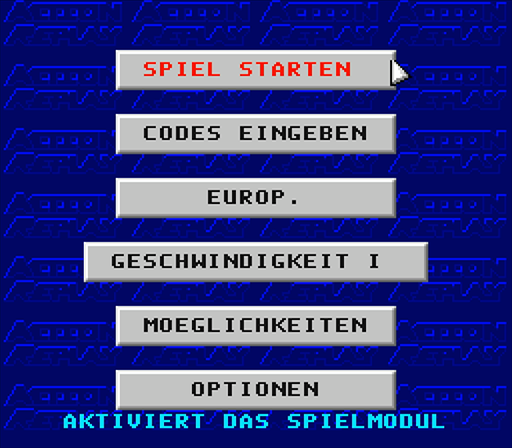 SPIEL STARTEN
CODES EINGEBEN
EUROP.
GESCHWINDIGKEIT I
MOEGLICHKEITEN
OPTIONEN
AKTIVIERT DAS SPIELMODUL